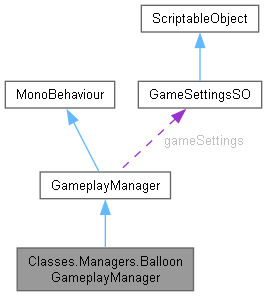 ScriptableObject
MonoBehaviour
GameSettingsSO
gameSettings
GameplayManager
Classes.Managers.Balloon
GameplayManager